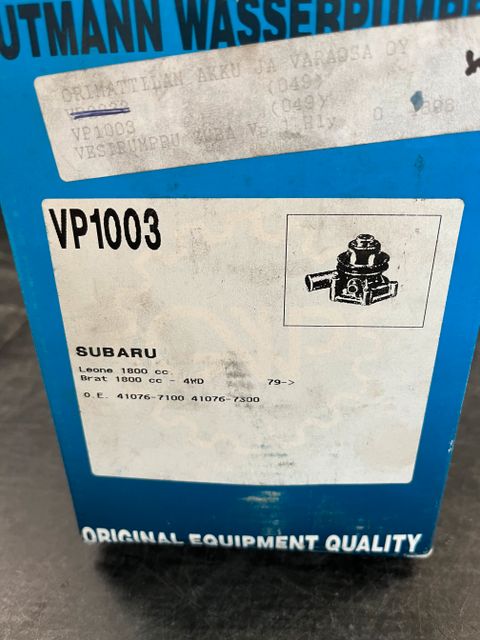 UTMANN WASSERPUMPE
ORIMATTILAN AKKU JA VARAOSA OY
(049)
(049)
VP1003
VESIPUMPPU
VP1003
SUBARU
Leone 1800 cc.
Brat 1800 cc - 4WD 79->
O.E. 41076-7100 41076-7300
ORIGINAL EQUIPMENT QUALITY